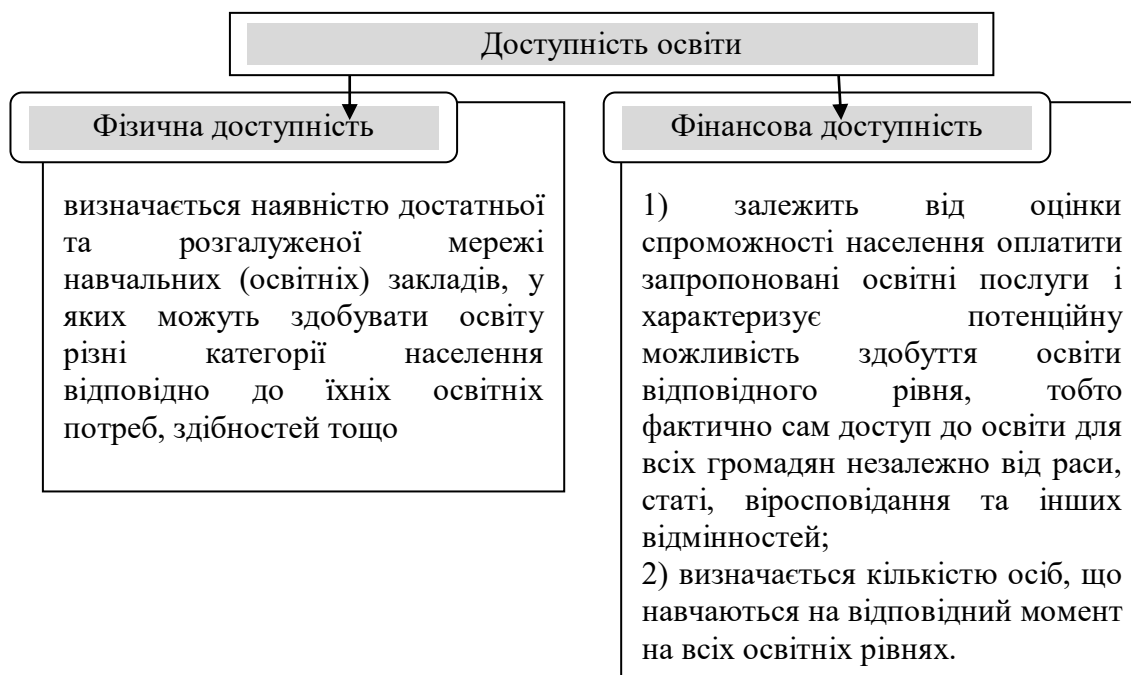 Доступність освіти
Фізична доступність
визначається наявністю достатньої
та розгалуженої мережі
навчальних (освітніх) закладів, у
яких можуть здобувати освіту
різні категорії населення
відповідно до їхніх освітніх
потреб, здібностей тощо
Фінансова доступність
1) залежить від оцінки
спроможності населення оплатити
запропоновані освітні послуги і
характеризує потенційну
можливість здобуття освіти
відповідного рівня, тобто
фактично сам доступ до освіти для
всіх громадян незалежно від раси,
статі, віросповідання та інших
відмінностей;
2) визначається кількістю осіб, що
навчаються на відповідний момент
на всіх освітніх рівнях.